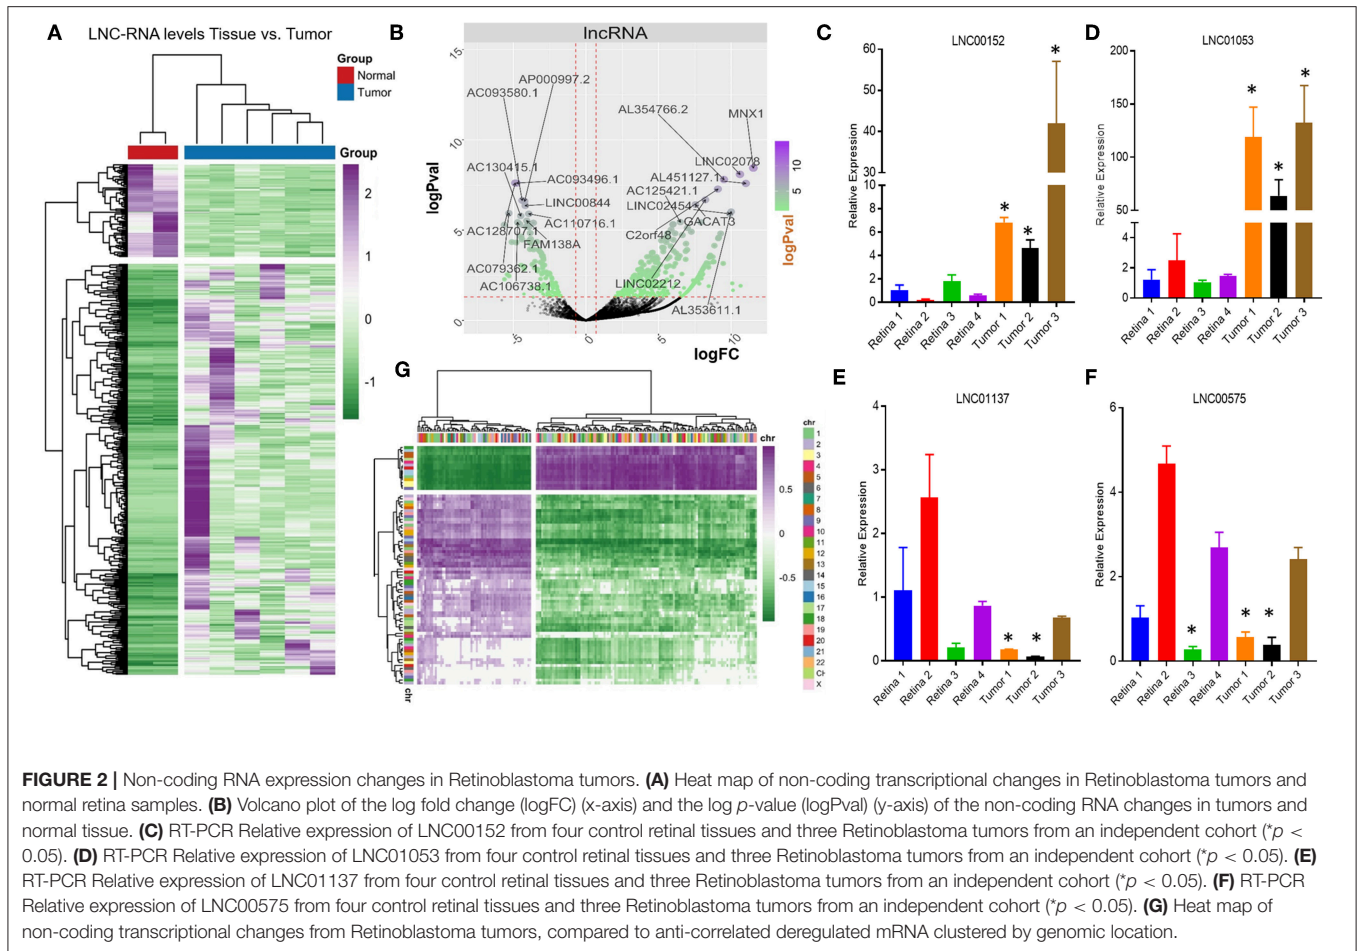 A
LNC-RNA levels Tissue vs. Tumor
Group
Normal
Tumor
Group
2
1
0
-1
B
lncRNA
15
10
5
0
logPval
-5
0
5
10
logFC
AP000997.2
AC093580.1
AC130415.1
AC093496.1
LINC00844
AC110716.1
AC128707.1
FAM138A
AC079362.1
AC106738.1
AL354766.2
MNX1
LINC02078
AL451127.1
AC125421.1
LINC02454
GACAT3
C2orf48
LINC02212
AL353611.1
10
5
logPval
C
LNC00152
Relative Expression
60
50
40
30
10
8
6
4
2
0
* * *
Retina 1
Retina 2
Retina 3
Retina 4
Tumor 1
Tumor 2
Tumor 3
D
LNC01053
Relative Expression
200
150
100
50
4
2
0
* * *
Retina 1
Retina 2
Retina 3
Retina 4
Tumor 1
Tumor 2
Tumor 3
G
chr
0.5
0
-0.5
chr
chr
1
2
3
4
5
6
7
8
9
10
11
12
13
14
15
16
17
18
19
20
21
22
CH
X
E
LNC01137
Relative Expression
4
3
2
1
0
* *
Retina 1
Retina 2
Retina 3
Retina 4
Tumor 1
Tumor 2
Tumor 3
F
LNC00575
Relative Expression
6
4
2
0
* * *
Retina 1
Retina 2
Retina 3
Retina 4
Tumor 1
Tumor 2
Tumor 3
FIGURE 2 | Non-coding RNA expression changes in Retinoblastoma tumors. (A) Heat map of non-coding transcriptional changes in Retinoblastoma tumors and
normal retina samples. (B) Volcano plot of the log fold change (logFC) (x-axis) and the log p-value (logPval) (y-axis) of the non-coding RNA changes in tumors and
normal tissue. (C) RT-PCR Relative expression of LNC00152 from four control retinal tissues and three Retinoblastoma tumors from an independent cohort (*p <
0.05). (D) RT-PCR Relative expression of LNC01053 from four control retinal tissues and three Retinoblastoma tumors from an independent cohort (*p < 0.05). (E)
RT-PCR Relative expression of LNC01137 from four control retinal tissues and three Retinoblastoma tumors from an independent cohort (*p < 0.05). (F) RT-PCR
Relative expression of LNC00575 from four control retinal tissues and three Retinoblastoma tumors from an independent cohort (*p < 0.05). (G) Heat map of
non-coding transcriptional changes from Retinoblastoma tumors, compared to anti-correlated deregulated mRNA clustered by genomic location.